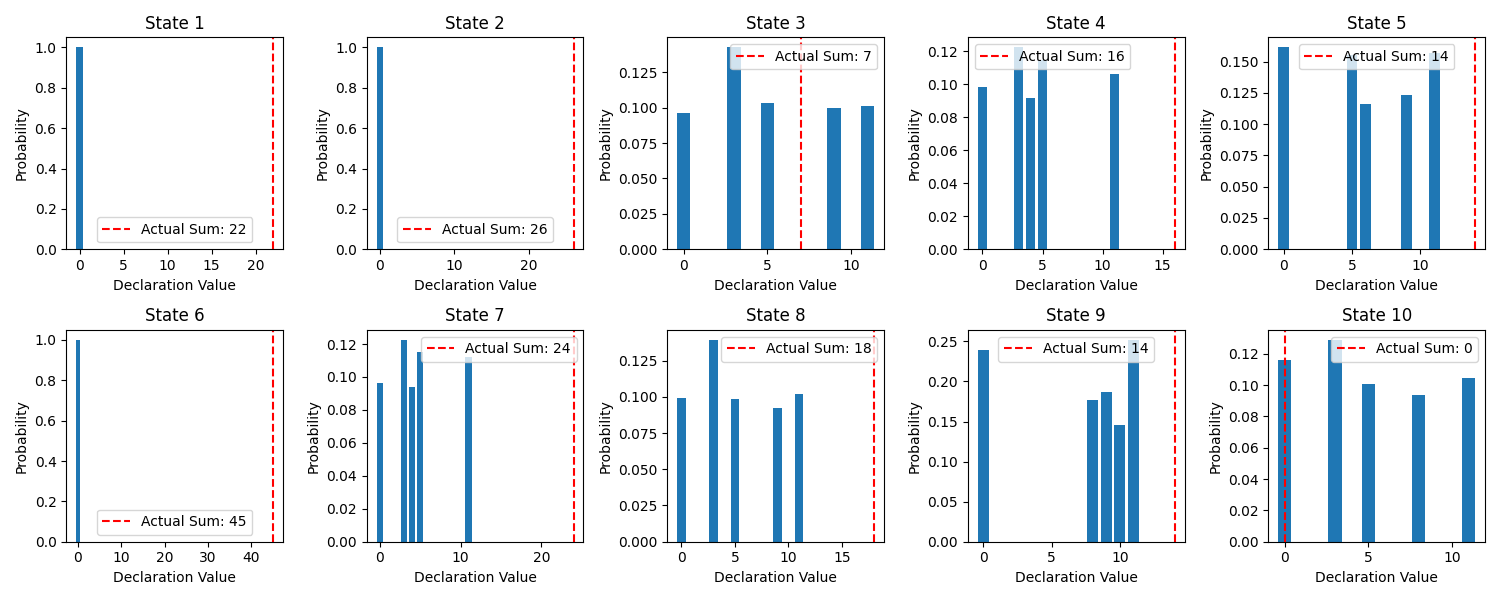 State 1
1.0
0.8
0.6
0.4
0.2
0.0
Probability
Actual Sum: 22
0 5 10 15 20
Declaration Value
State 2
1.0
0.8
0.6
0.4
0.2
0.0
Probability
Actual Sum: 26
0 10 20
Declaration Value
State 3
0.125
0.100
0.075
0.050
0.025
0.000
Probability
Actual Sum: 7
0 5 10
Declaration Value
State 4
0.12
0.10
0.08
0.06
0.04
0.02
0.00
Probability
Actual Sum: 16
0 5 10 15
Declaration Value
State 5
0.150
0.125
0.100
0.075
0.050
0.025
0.000
Probability
Actual Sum: 14
0 5 10
Declaration Value
State 6
1.0
0.8
0.6
0.4
0.2
0.0
Probability
Actual Sum: 45
0 10 20 30 40
Declaration Value
State 7
0.12
0.10
0.08
0.06
0.04
0.02
0.00
Probability
Actual Sum: 24
0 10 20
Declaration Value
State 8
0.125
0.100
0.075
0.050
0.025
0.000
Probability
Actual Sum: 18
0 5 10 15
Declaration Value
State 9
0.25
0.20
0.15
0.10
0.05
0.00
Probability
Actual Sum: 14
0 5 10
Declaration Value
State 10
0.12
0.10
0.08
0.06
0.04
0.02
0.00
Probability
Actual Sum: 0
0 5 10
Declaration Value